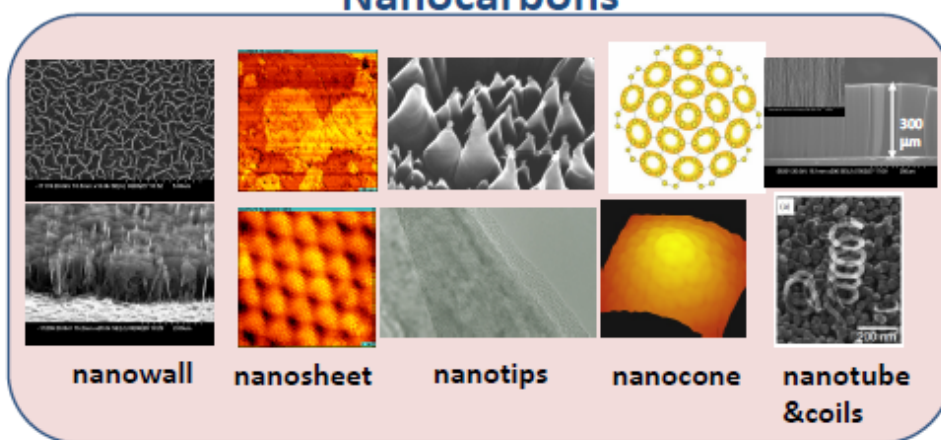 Nanocarbons
300
μm
200 nm
nanowall
nanosheet
nanotips
nanocone
nanotube
&coils